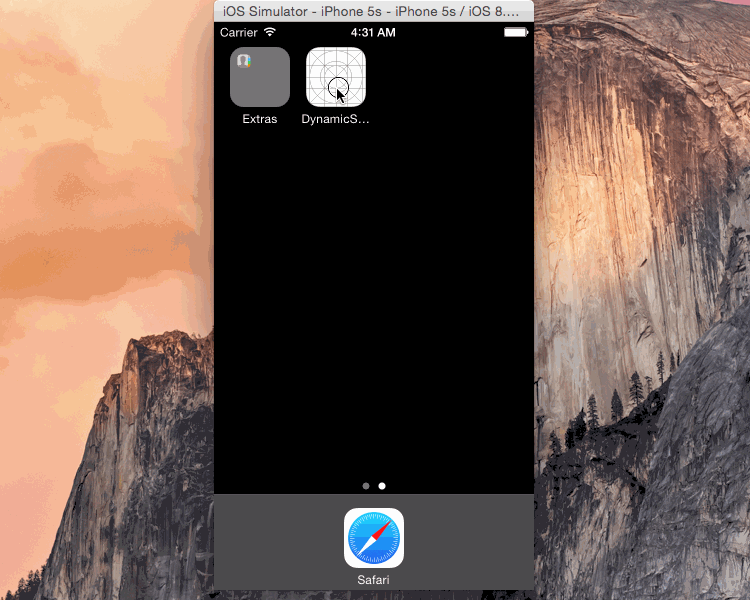 iOS Simulator - iPhone 5s - iPhone 5s / iOS 8....
Carrier 4:31 AM
Extras DynamicS...
Safari